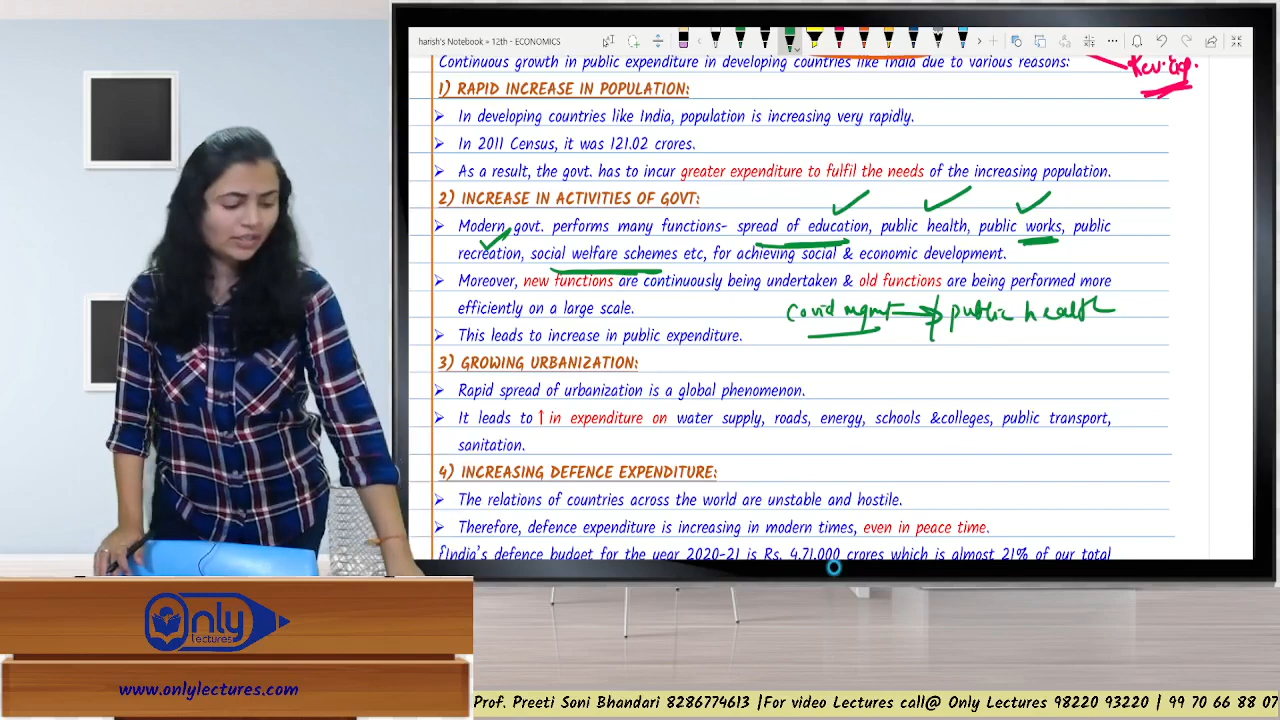 harish's Notebook » 12th - ECONOMICS
Continuous growth in public expenditure in developing countries like India due to various reasons:
Rev. Exp.
1) RAPID INCREASE IN POPULATION:
➢ In developing countries like India, population is increasing very rapidly.
➢ In 2011 Census, it was 121.02 crores.
➢ As a result, the govt. has to incur greater expenditure to fulfil the needs of the increasing population.
2) INCREASE IN ACTIVITIES OF GOVT:
➢ Modern govt. performs many functions- spread of education, public health, public works, public
recreation, social welfare schemes etc, for achieving social & economic development.
➢ Moreover, new functions are continuously being undertaken & old functions are being performed more
efficiently on a large scale.
covid mgmt → public health
➢ This leads to increase in public expenditure.
3) GROWING URBANIZATION:
➢ Rapid spread of urbanization is a global phenomenon.
➢ It leads to ↑ in expenditure on water supply, roads, energy, schools &colleges, public transport,
sanitation.
4) INCREASING DEFENCE EXPENDITURE:
➢ The relations of countries across the world are unstable and hostile.
➢ Therefore, defence expenditure is increasing in modern times, even in peace time.
[India's defence budget for the year 2020-21 is Rs. 4,71,000 crores which is almost 21% of our total
Only
lectures
www.onlylectures.com
Prof. Preeti Soni Bhandari 8286774613 |For video Lectures call@ Only Lectures 98220 93220 | 99 70 66 88 07